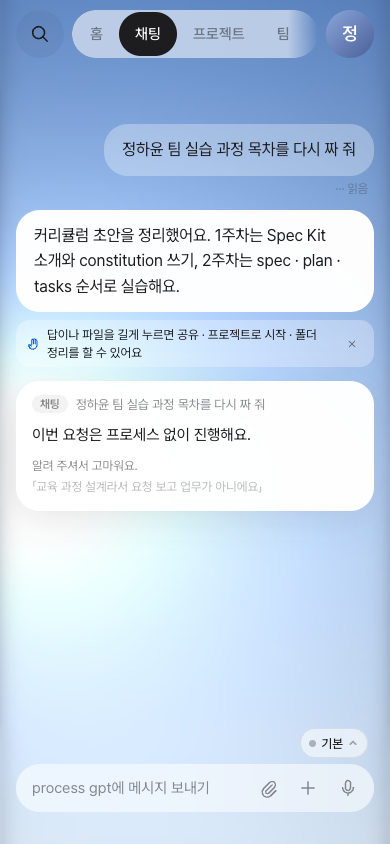 홈 채팅 프로젝트 팀 정
정하윤 팀 실습 과정 목차를 다시 짜 줘
··· 읽음
커리큘럼 초안을 정리했어요. 1주차는 Spec Kit
소개와 constitution 쓰기, 2주차는 spec · plan ·
tasks 순서로 실습해요.
답이나 파일을 길게 누르면 공유 · 프로젝트로 시작 · 폴더
정리를 할 수 있어요
채팅 정하윤 팀 실습 과정 목차를 다시 짜 줘
이번 요청은 프로세스 없이 진행해요.
알려 주셔서 고마워요.
「교육 과정 설계라서 요청 보고 업무가 아니에요」
기본
process gpt에 메시지 보내기